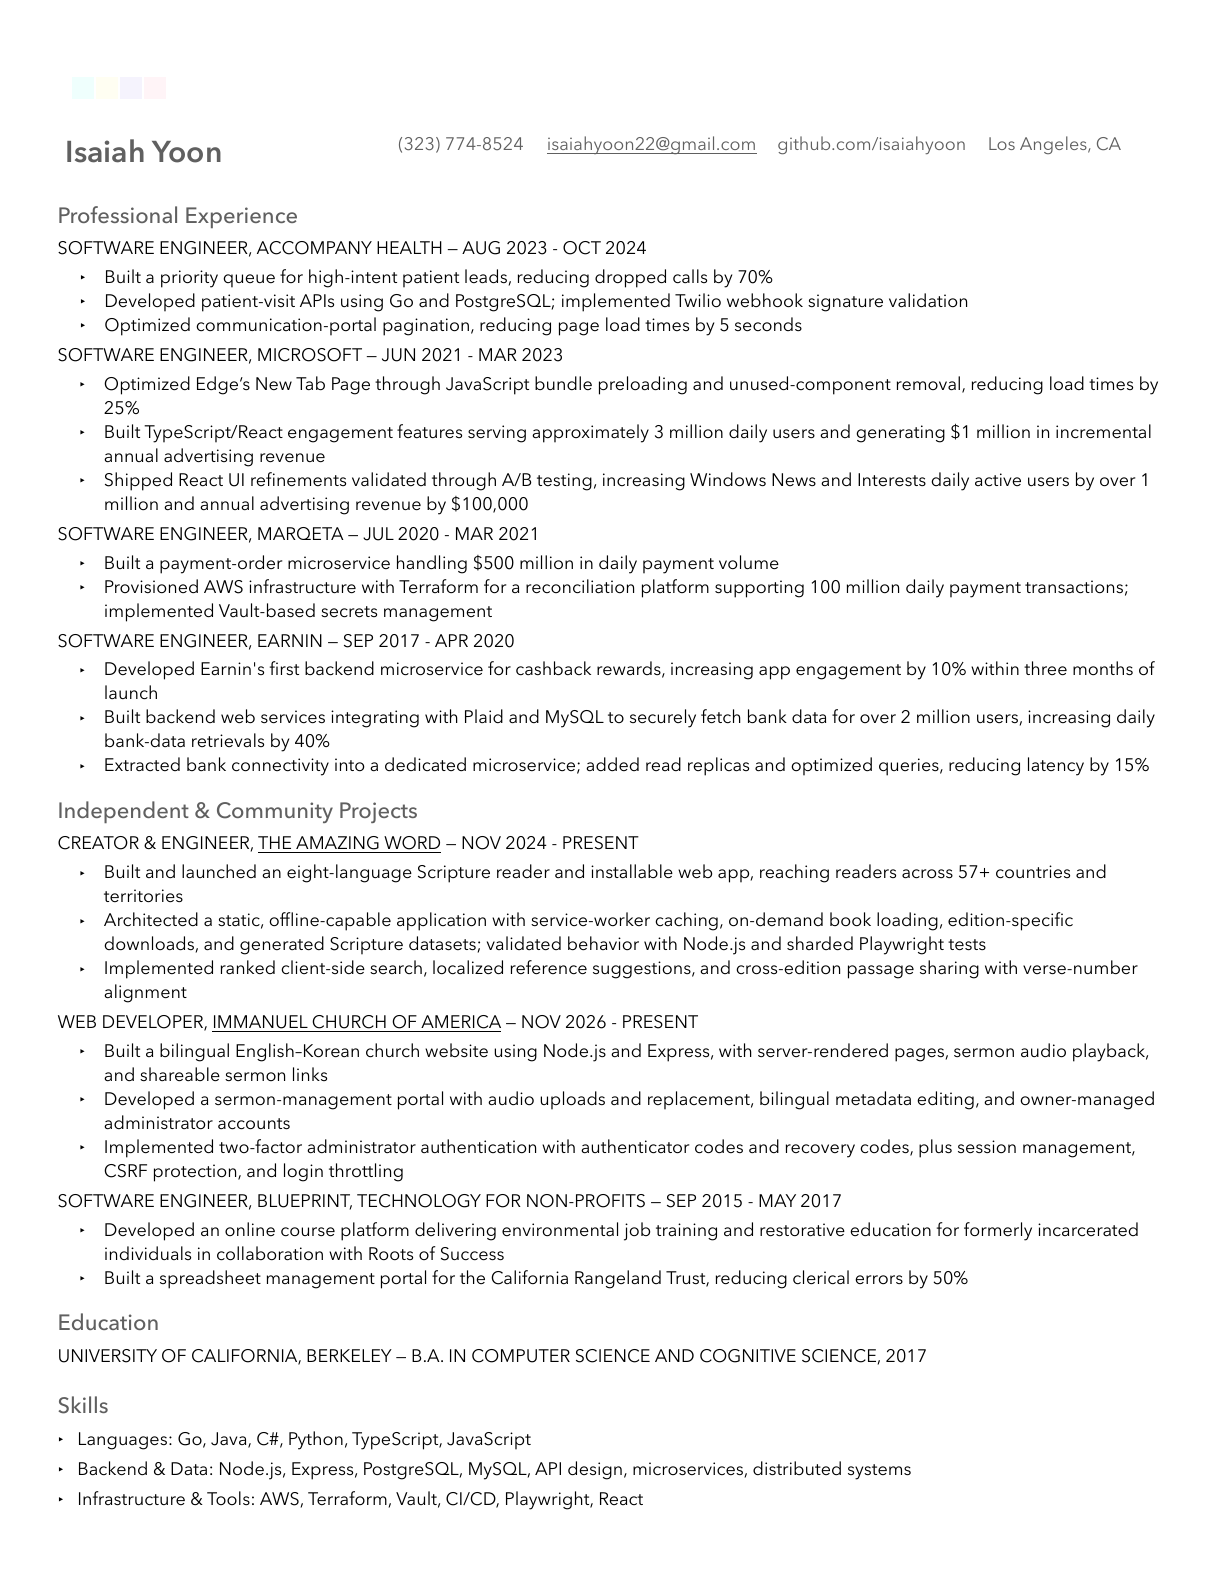 Isaiah Yoon
(323) 774-8524 isaiahyoon22@gmail.com github.com/isaiahyoon Los Angeles, CA
Professional Experience
SOFTWARE ENGINEER, ACCOMPANY HEALTH – AUG 2023 - OCT 2024
‣ Built a priority queue for high-intent patient leads, reducing dropped calls by 70%
‣ Developed patient-visit APIs using Go and PostgreSQL; implemented Twilio webhook signature validation
‣ Optimized communication-portal pagination, reducing page load times by 5 seconds
SOFTWARE ENGINEER, MICROSOFT – JUN 2021 - MAR 2023
‣ Optimized Edge’s New Tab Page through JavaScript bundle preloading and unused-component removal, reducing load times by
25%
‣ Built TypeScript/React engagement features serving approximately 3 million daily users and generating $1 million in incremental
annual advertising revenue
‣ Shipped React UI refinements validated through A/B testing, increasing Windows News and Interests daily active users by over 1
million and annual advertising revenue by $100,000
SOFTWARE ENGINEER, MARQETA – JUL 2020 - MAR 2021
‣ Built a payment-order microservice handling $500 million in daily payment volume
‣ Provisioned AWS infrastructure with Terraform for a reconciliation platform supporting 100 million daily payment transactions;
implemented Vault-based secrets management
SOFTWARE ENGINEER, EARNIN – SEP 2017 - APR 2020
‣ Developed Earnin's first backend microservice for cashback rewards, increasing app engagement by 10% within three months of
launch
‣ Built backend web services integrating with Plaid and MySQL to securely fetch bank data for over 2 million users, increasing daily
bank-data retrievals by 40%
‣ Extracted bank connectivity into a dedicated microservice; added read replicas and optimized queries, reducing latency by 15%
Independent & Community Projects
CREATOR & ENGINEER, THE AMAZING WORD – NOV 2024 - PRESENT
‣ Built and launched an eight-language Scripture reader and installable web app, reaching readers across 57+ countries and
territories
‣ Architected a static, offline-capable application with service-worker caching, on-demand book loading, edition-specific
downloads, and generated Scripture datasets; validated behavior with Node.js and sharded Playwright tests
‣ Implemented ranked client-side search, localized reference suggestions, and cross-edition passage sharing with verse-number
alignment
WEB DEVELOPER, IMMANUEL CHURCH OF AMERICA – NOV 2026 - PRESENT
‣ Built a bilingual English–Korean church website using Node.js and Express, with server-rendered pages, sermon audio playback,
and shareable sermon links
‣ Developed a sermon-management portal with audio uploads and replacement, bilingual metadata editing, and owner-managed
administrator accounts
‣ Implemented two-factor administrator authentication with authenticator codes and recovery codes, plus session management,
CSRF protection, and login throttling
SOFTWARE ENGINEER, BLUEPRINT, TECHNOLOGY FOR NON-PROFITS – SEP 2015 - MAY 2017
‣ Developed an online course platform delivering environmental job training and restorative education for formerly incarcerated
individuals in collaboration with Roots of Success
‣ Built a spreadsheet management portal for the California Rangeland Trust, reducing clerical errors by 50%
Education
UNIVERSITY OF CALIFORNIA, BERKELEY – B.A. IN COMPUTER SCIENCE AND COGNITIVE SCIENCE, 2017
Skills
‣ Languages: Go, Java, C#, Python, TypeScript, JavaScript
‣ Backend & Data: Node.js, Express, PostgreSQL, MySQL, API design, microservices, distributed systems
‣ Infrastructure & Tools: AWS, Terraform, Vault, CI/CD, Playwright, React